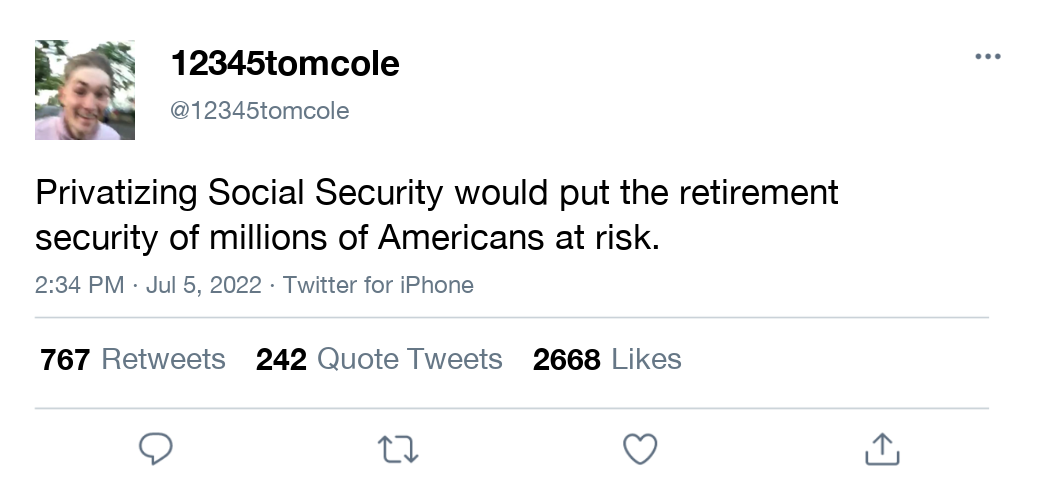 12345tomcole
@12345tomcole
Privatizing Social Security would put the retirement
security of millions of Americans at risk.
2:34 PM · Jul 5, 2022 · Twitter for iPhone
767 Retweets 242 Quote Tweets 2668 Likes